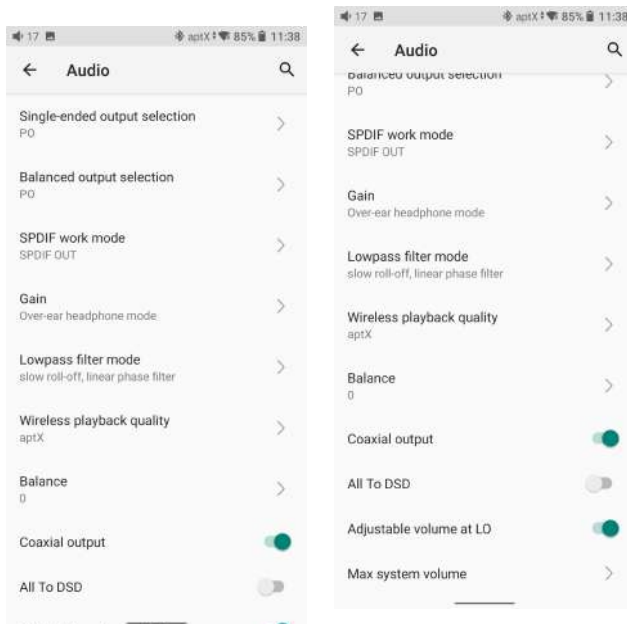 17 aptX 85% 11:38
Audio
Single-ended output selection
PO
Balanced output selection
PO
SPDIF work mode
SPDIF OUT
Gain
Over-ear headphone mode
Lowpass filter mode
slow roll-off, linear phase filter
Wireless playback quality
aptX
Balance
0
Coaxial output
All To DSD
17 aptX 85% 11:38
Audio
Balanced output selection
PO
SPDIF work mode
SPDIF OUT
Gain
Over-ear headphone mode
Lowpass filter mode
slow roll-off, linear phase filter
Wireless playback quality
aptX
Balance
0
Coaxial output
All To DSD
Adjustable volume at LO
Max system volume